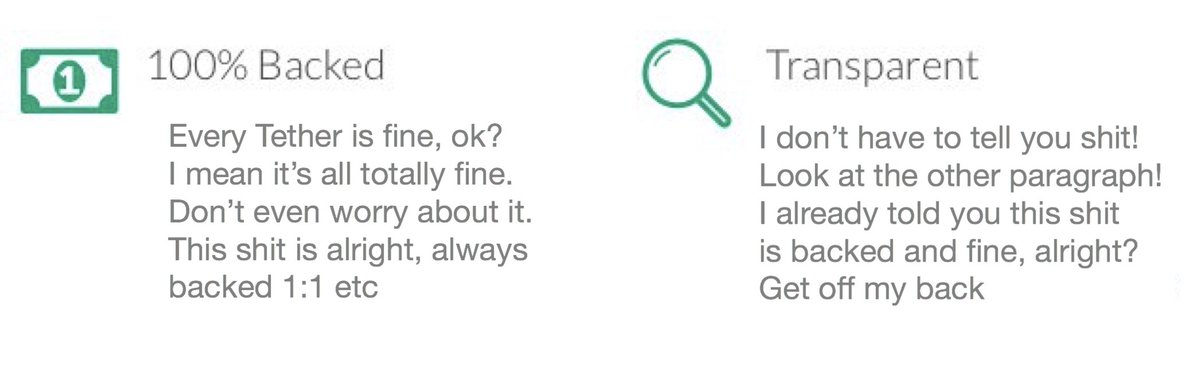 100% Backed
Every Tether is fine, ok?
I mean it’s all totally fine.
Don’t even worry about it.
This shit is alright, always
backed 1:1 etc
Transparent
I don’t have to tell you shit!
Look at the other paragraph!
I already told you this shit
is backed and fine, alright?
Get off my back